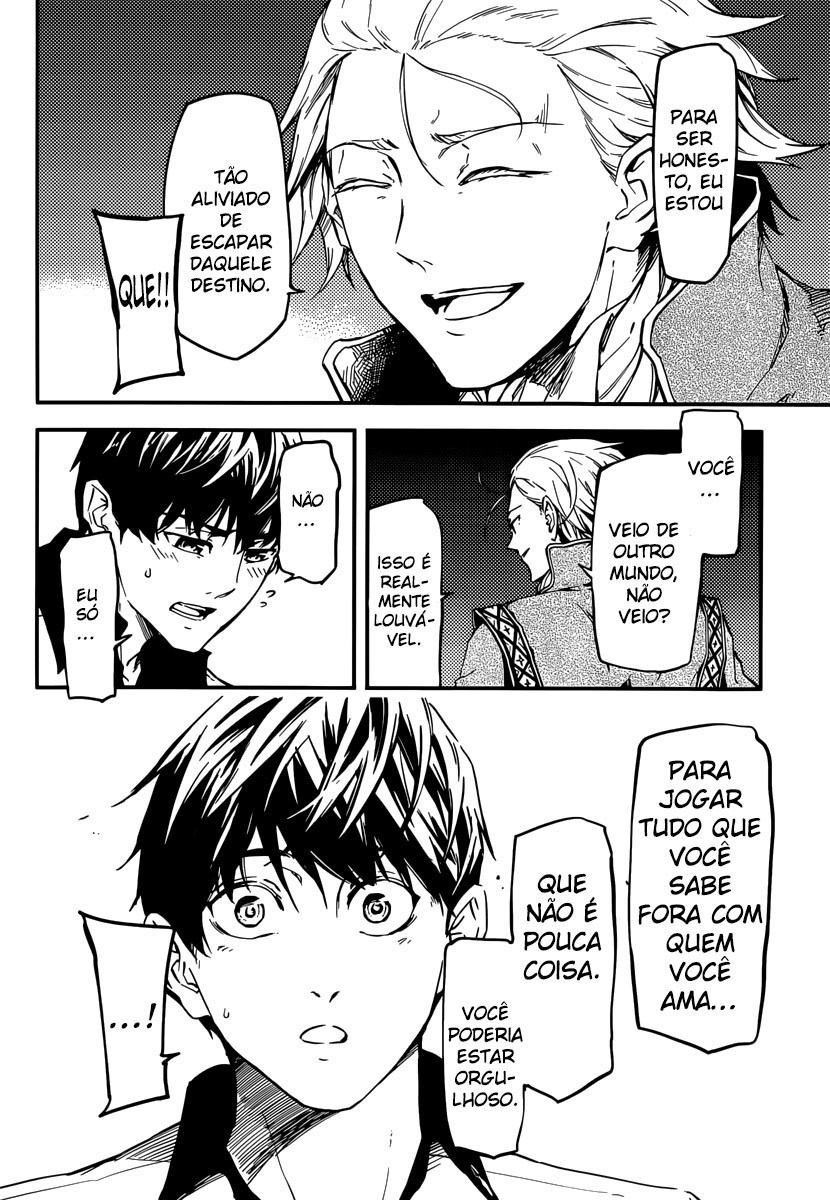 PARA
SER
HONES-
TO, EU
ESTOU
TÃO
ALIVIADO
DE
ESCAPAR
DAQUELE
DESTINO.
QUE!!
VOCÊ
...
VEIO DE
OUTRO
MUNDO,
NÃO
VEIO?
ISSO É
REAL-
MENTE
LOUVÁ-
VEL.
NÃO
...
EU
SÓ
...
PARA
JOGAR
TUDO QUE
VOCÊ
SABE
FORA COM
QUEM
VOCÊ
AMA...
QUE
NÃO É
POUCA
COISA.
VOCÊ
PODERIA
ESTAR
ORGU-
LHOSO.
...!